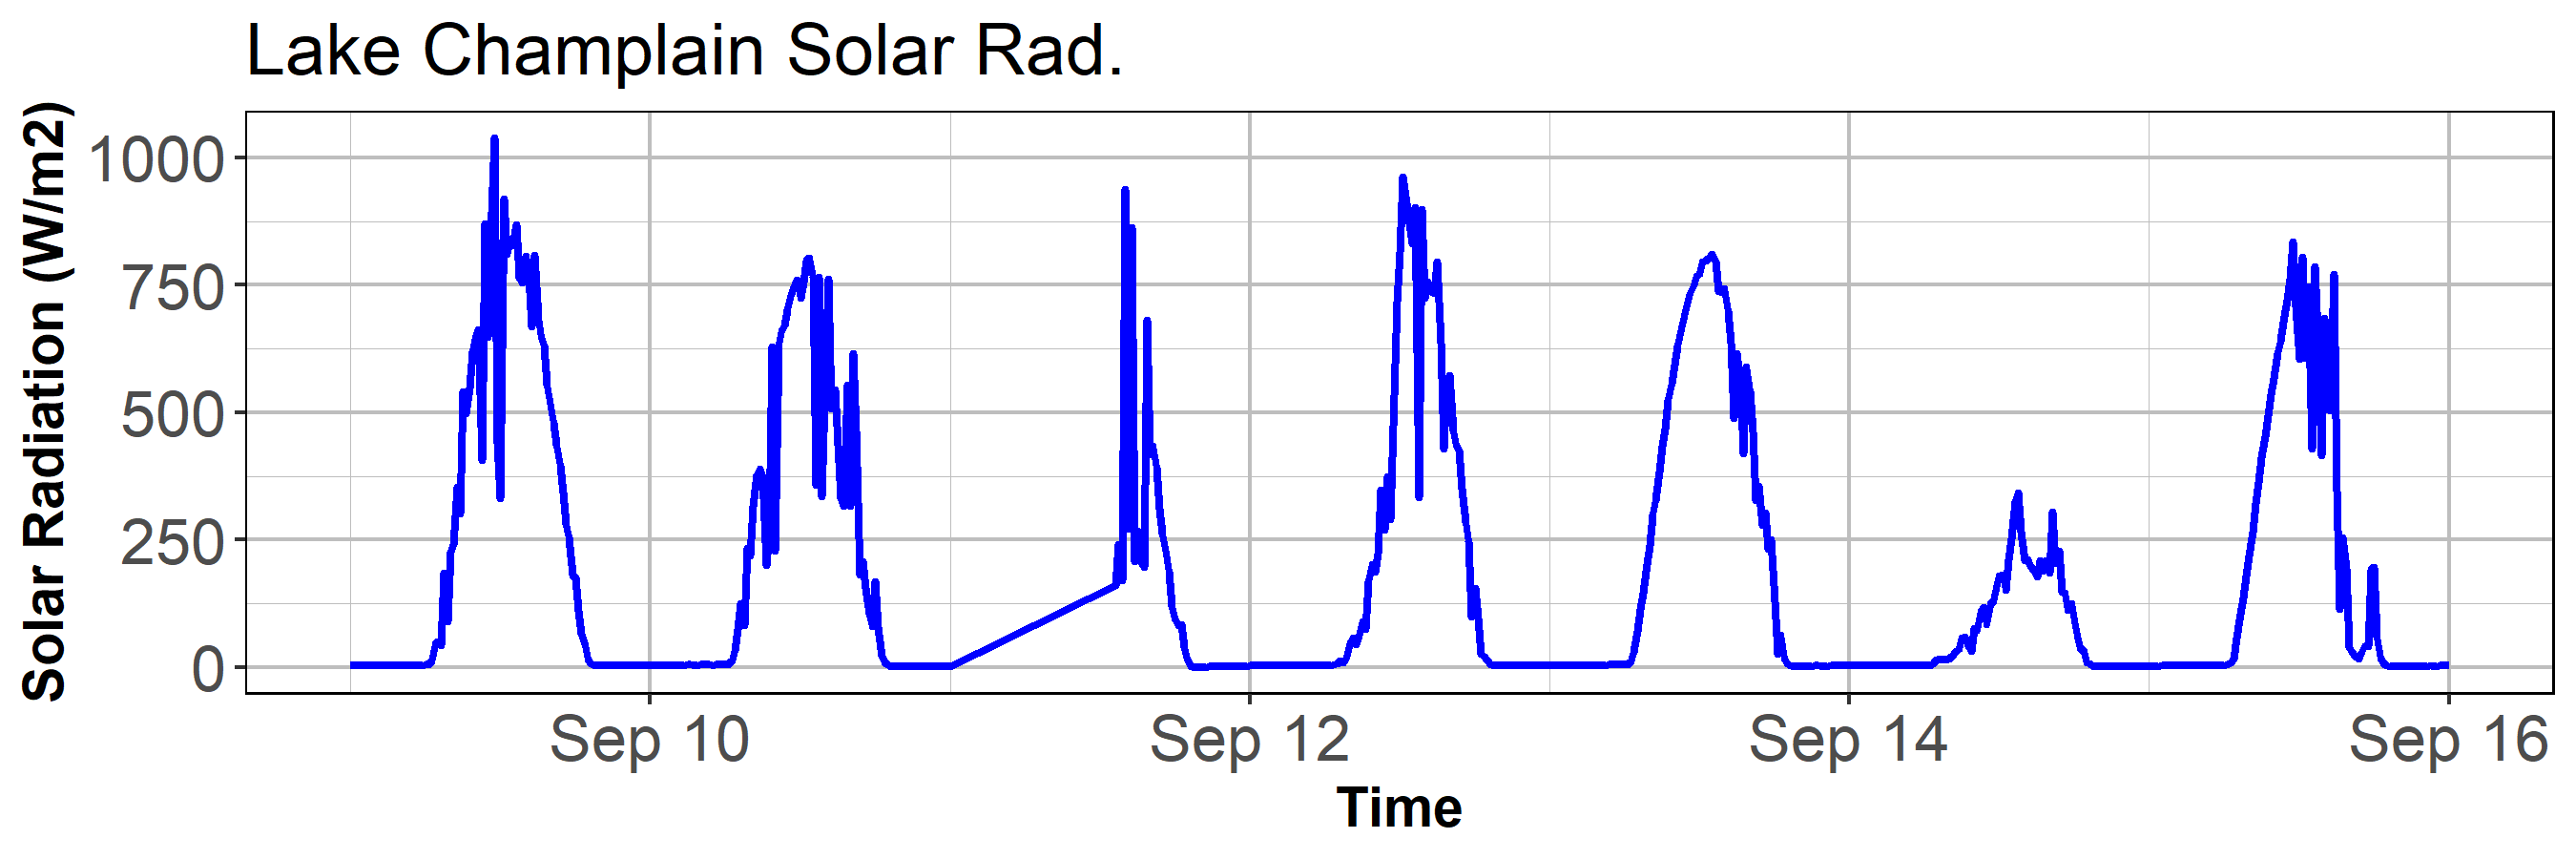 Lake Champlain Solar Rad.
Solar Radiation (W/m2)
1000
750
500
250
0
Sep 10 Sep 12 Sep 14 Sep 16
Time